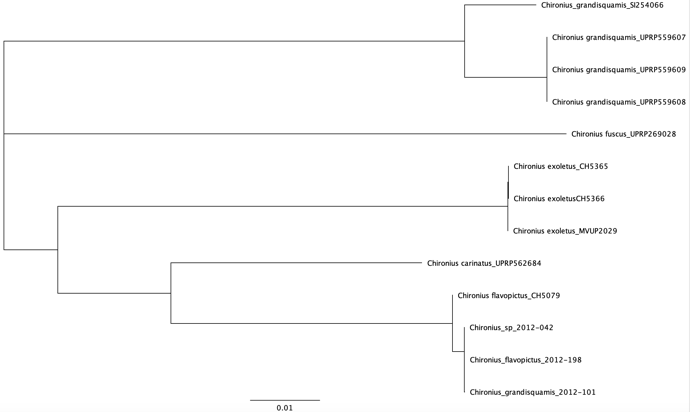 Chironius_grandisquamis_SI254066
Chironius grandisquamis_UPRP559607
Chironius grandisquamis_UPRP559609
Chironius grandisquamis_UPRP559608
Chironius fuscus_UPRP269028
Chironius exoletus_CH5365
Chironius exoletusCH5366
Chironius exoletus_MVUP2029
Chironius carinatus_UPRP562684
Chironius flavopictus_CH5079
Chironius_sp_2012-042
Chironius_flavopictus_2012-198
Chironius_grandisquamis_2012-101
0.01